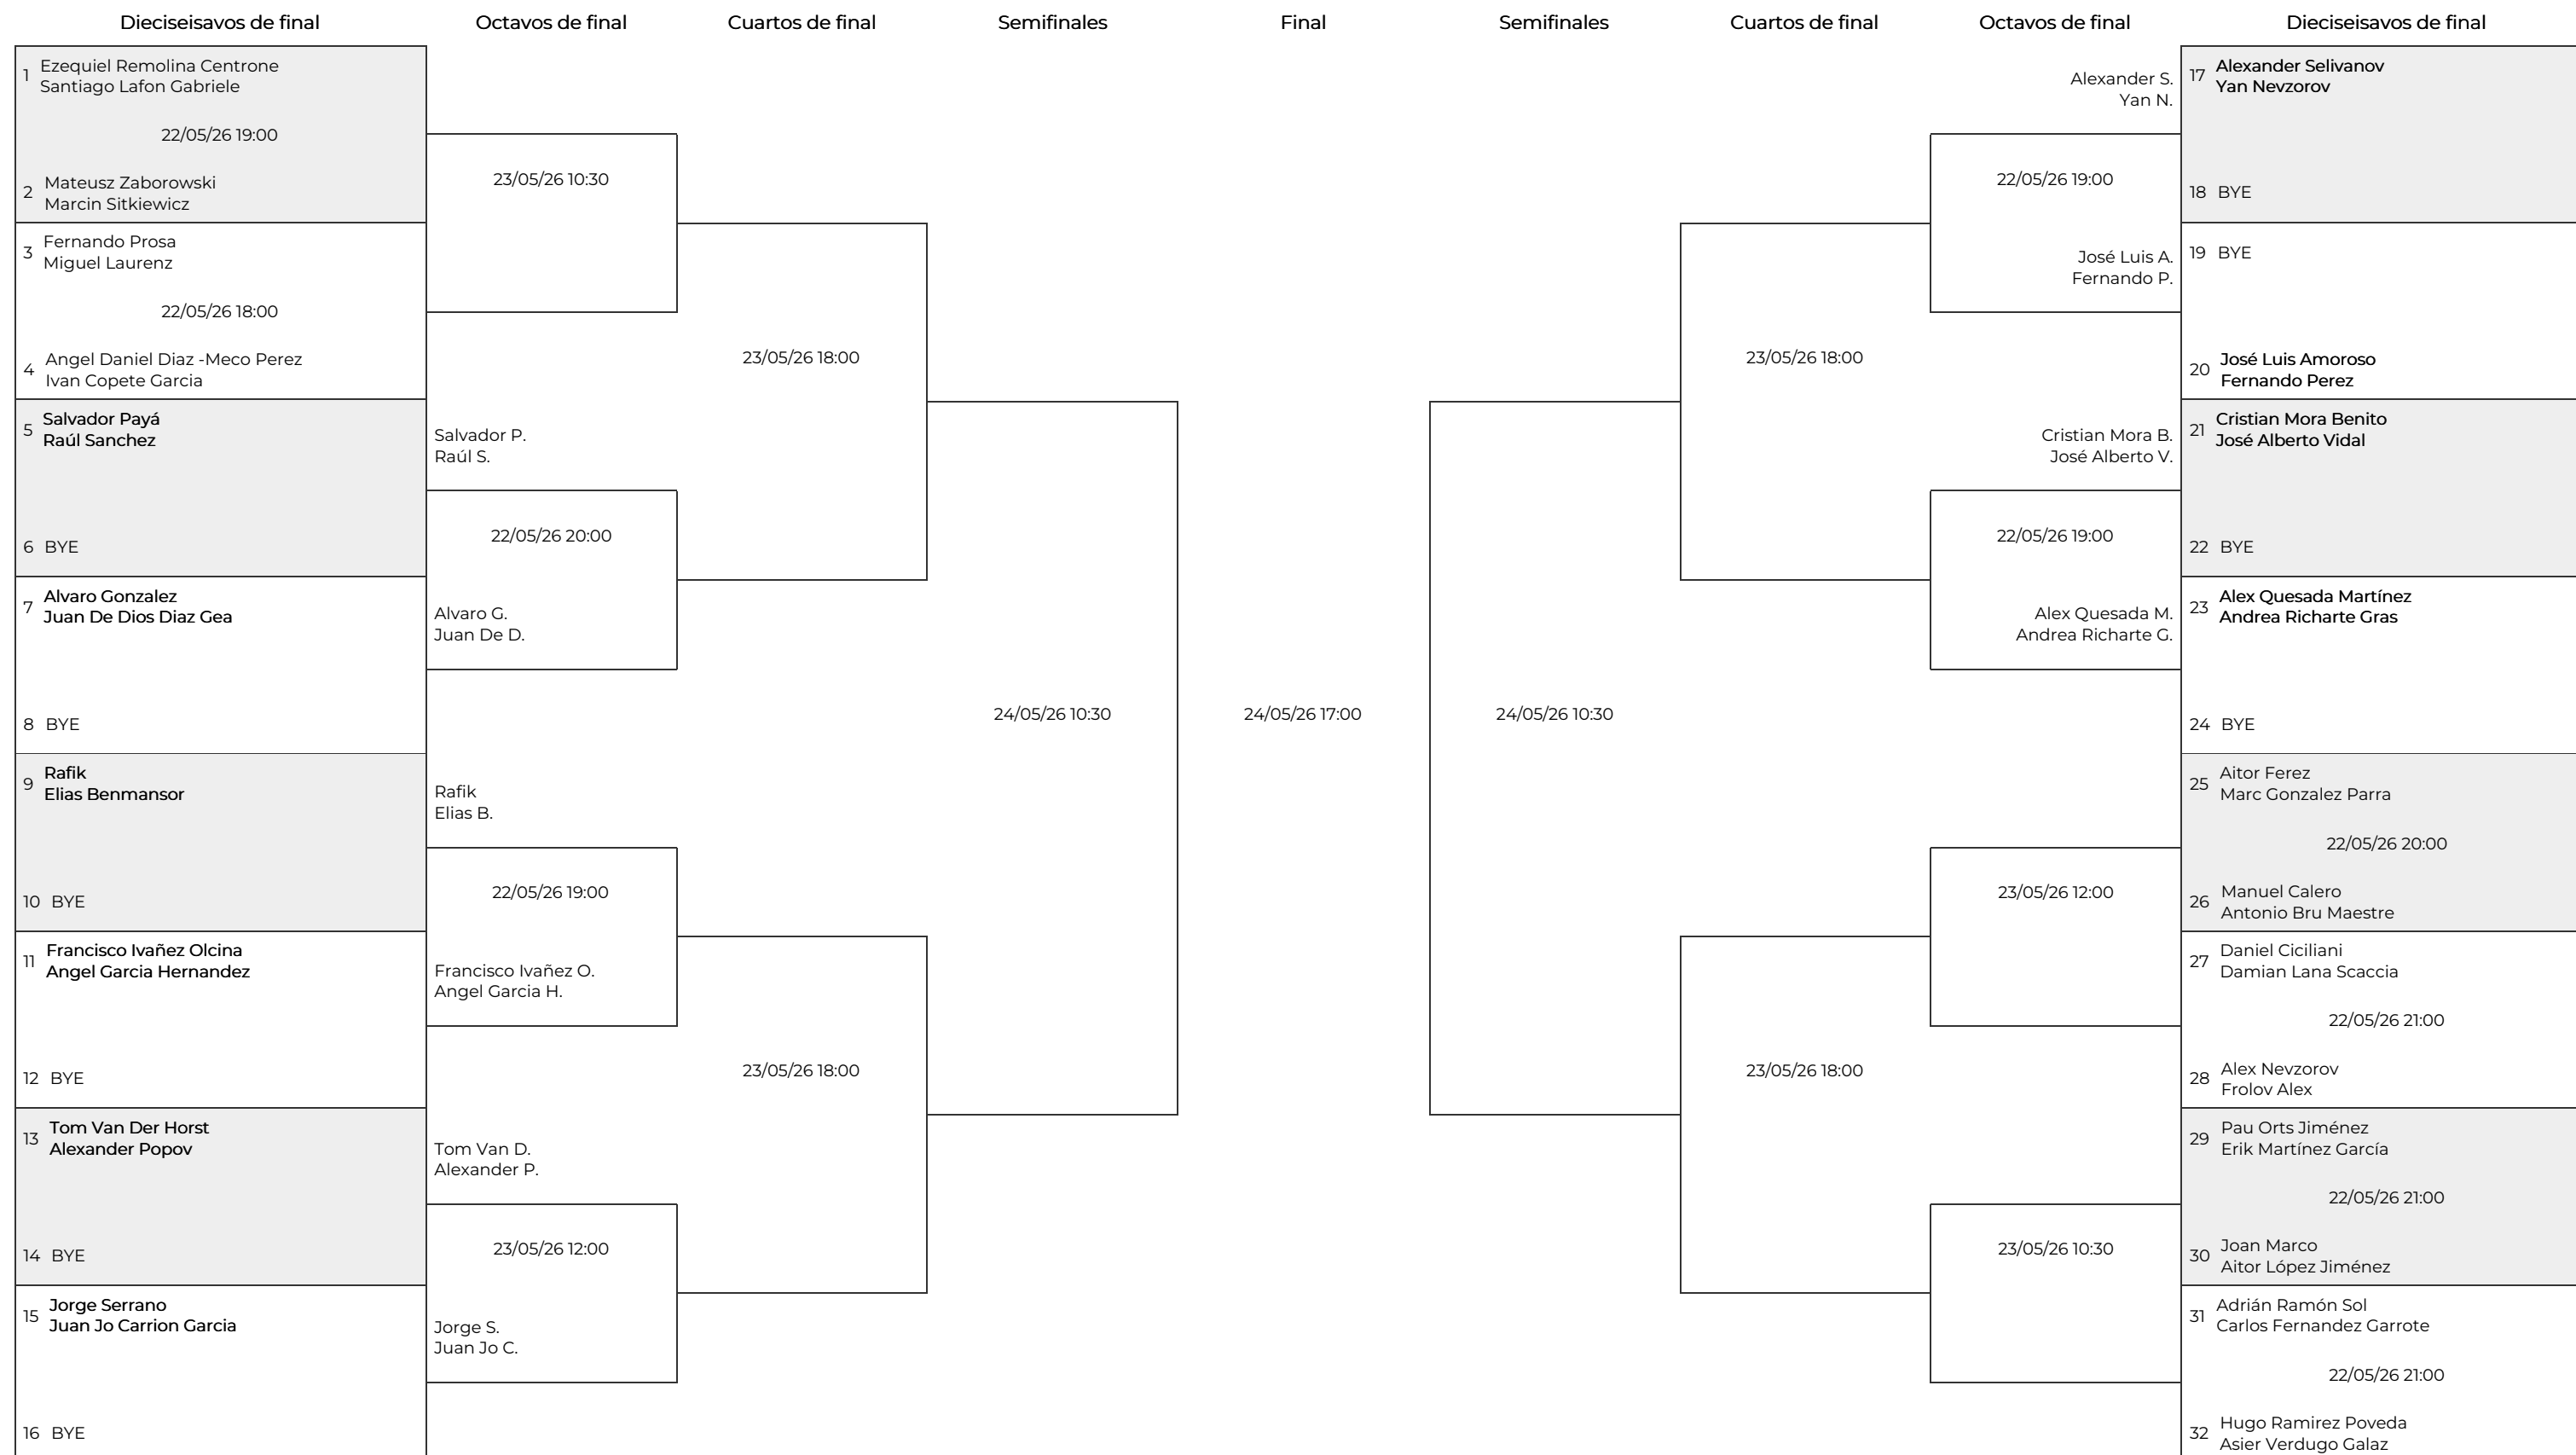 Dieciseisavos de final
Octavos de final
Cuartos de final
Semifinales
Final
Semifinales
Cuartos de final
Octavos de final
Dieciseisavos de final
1 Ezequiel Remolina Centrone
Santiago Lafon Gabriele
22/05/26 19:00
2 Mateusz Zaborowski
Marcin Sitkiewicz
3 Fernando Prosa
Miguel Laurenz
22/05/26 18:00
4 Angel Daniel Diaz -Meco Perez
Ivan Copete Garcia
5 Salvador Payá
Raúl Sanchez
6 BYE
7 Alvaro Gonzalez
Juan De Dios Diaz Gea
8 BYE
9 Rafik
Elias Benmansor
10 BYE
11 Francisco Ivañez Olcina
Angel Garcia Hernandez
12 BYE
13 Tom Van Der Horst
Alexander Popov
14 BYE
15 Jorge Serrano
Juan Jo Carrion Garcia
16 BYE
23/05/26 10:30
Salvador P.
Raúl S.
22/05/26 20:00
Alvaro G.
Juan De D.
Rafik
Elias B.
22/05/26 19:00
Francisco Ivañez O.
Angel Garcia H.
Tom Van D.
Alexander P.
23/05/26 12:00
Jorge S.
Juan Jo C.
23/05/26 18:00
23/05/26 18:00
24/05/26 10:30
24/05/26 17:00
24/05/26 10:30
23/05/26 18:00
23/05/26 18:00
Alexander S.
Yan N.
22/05/26 19:00
José Luis A.
Fernando P.
Cristian Mora B.
José Alberto V.
22/05/26 19:00
Alex Quesada M.
Andrea Richarte G.
23/05/26 12:00
23/05/26 10:30
17 Alexander Selivanov
Yan Nevzorov
18 BYE
19 BYE
20 José Luis Amoroso
Fernando Perez
21 Cristian Mora Benito
José Alberto Vidal
22 BYE
23 Alex Quesada Martínez
Andrea Richarte Gras
24 BYE
25 Aitor Ferez
Marc Gonzalez Parra
22/05/26 20:00
26 Manuel Calero
Antonio Bru Maestre
27 Daniel Ciciliani
Damian Lana Scaccia
22/05/26 21:00
28 Alex Nevzorov
Frolov Alex
29 Pau Orts Jiménez
Erik Martínez García
22/05/26 21:00
30 Joan Marco
Aitor López Jiménez
31 Adrián Ramón Sol
Carlos Fernandez Garrote
22/05/26 21:00
32 Hugo Ramirez Poveda
Asier Verdugo Galaz